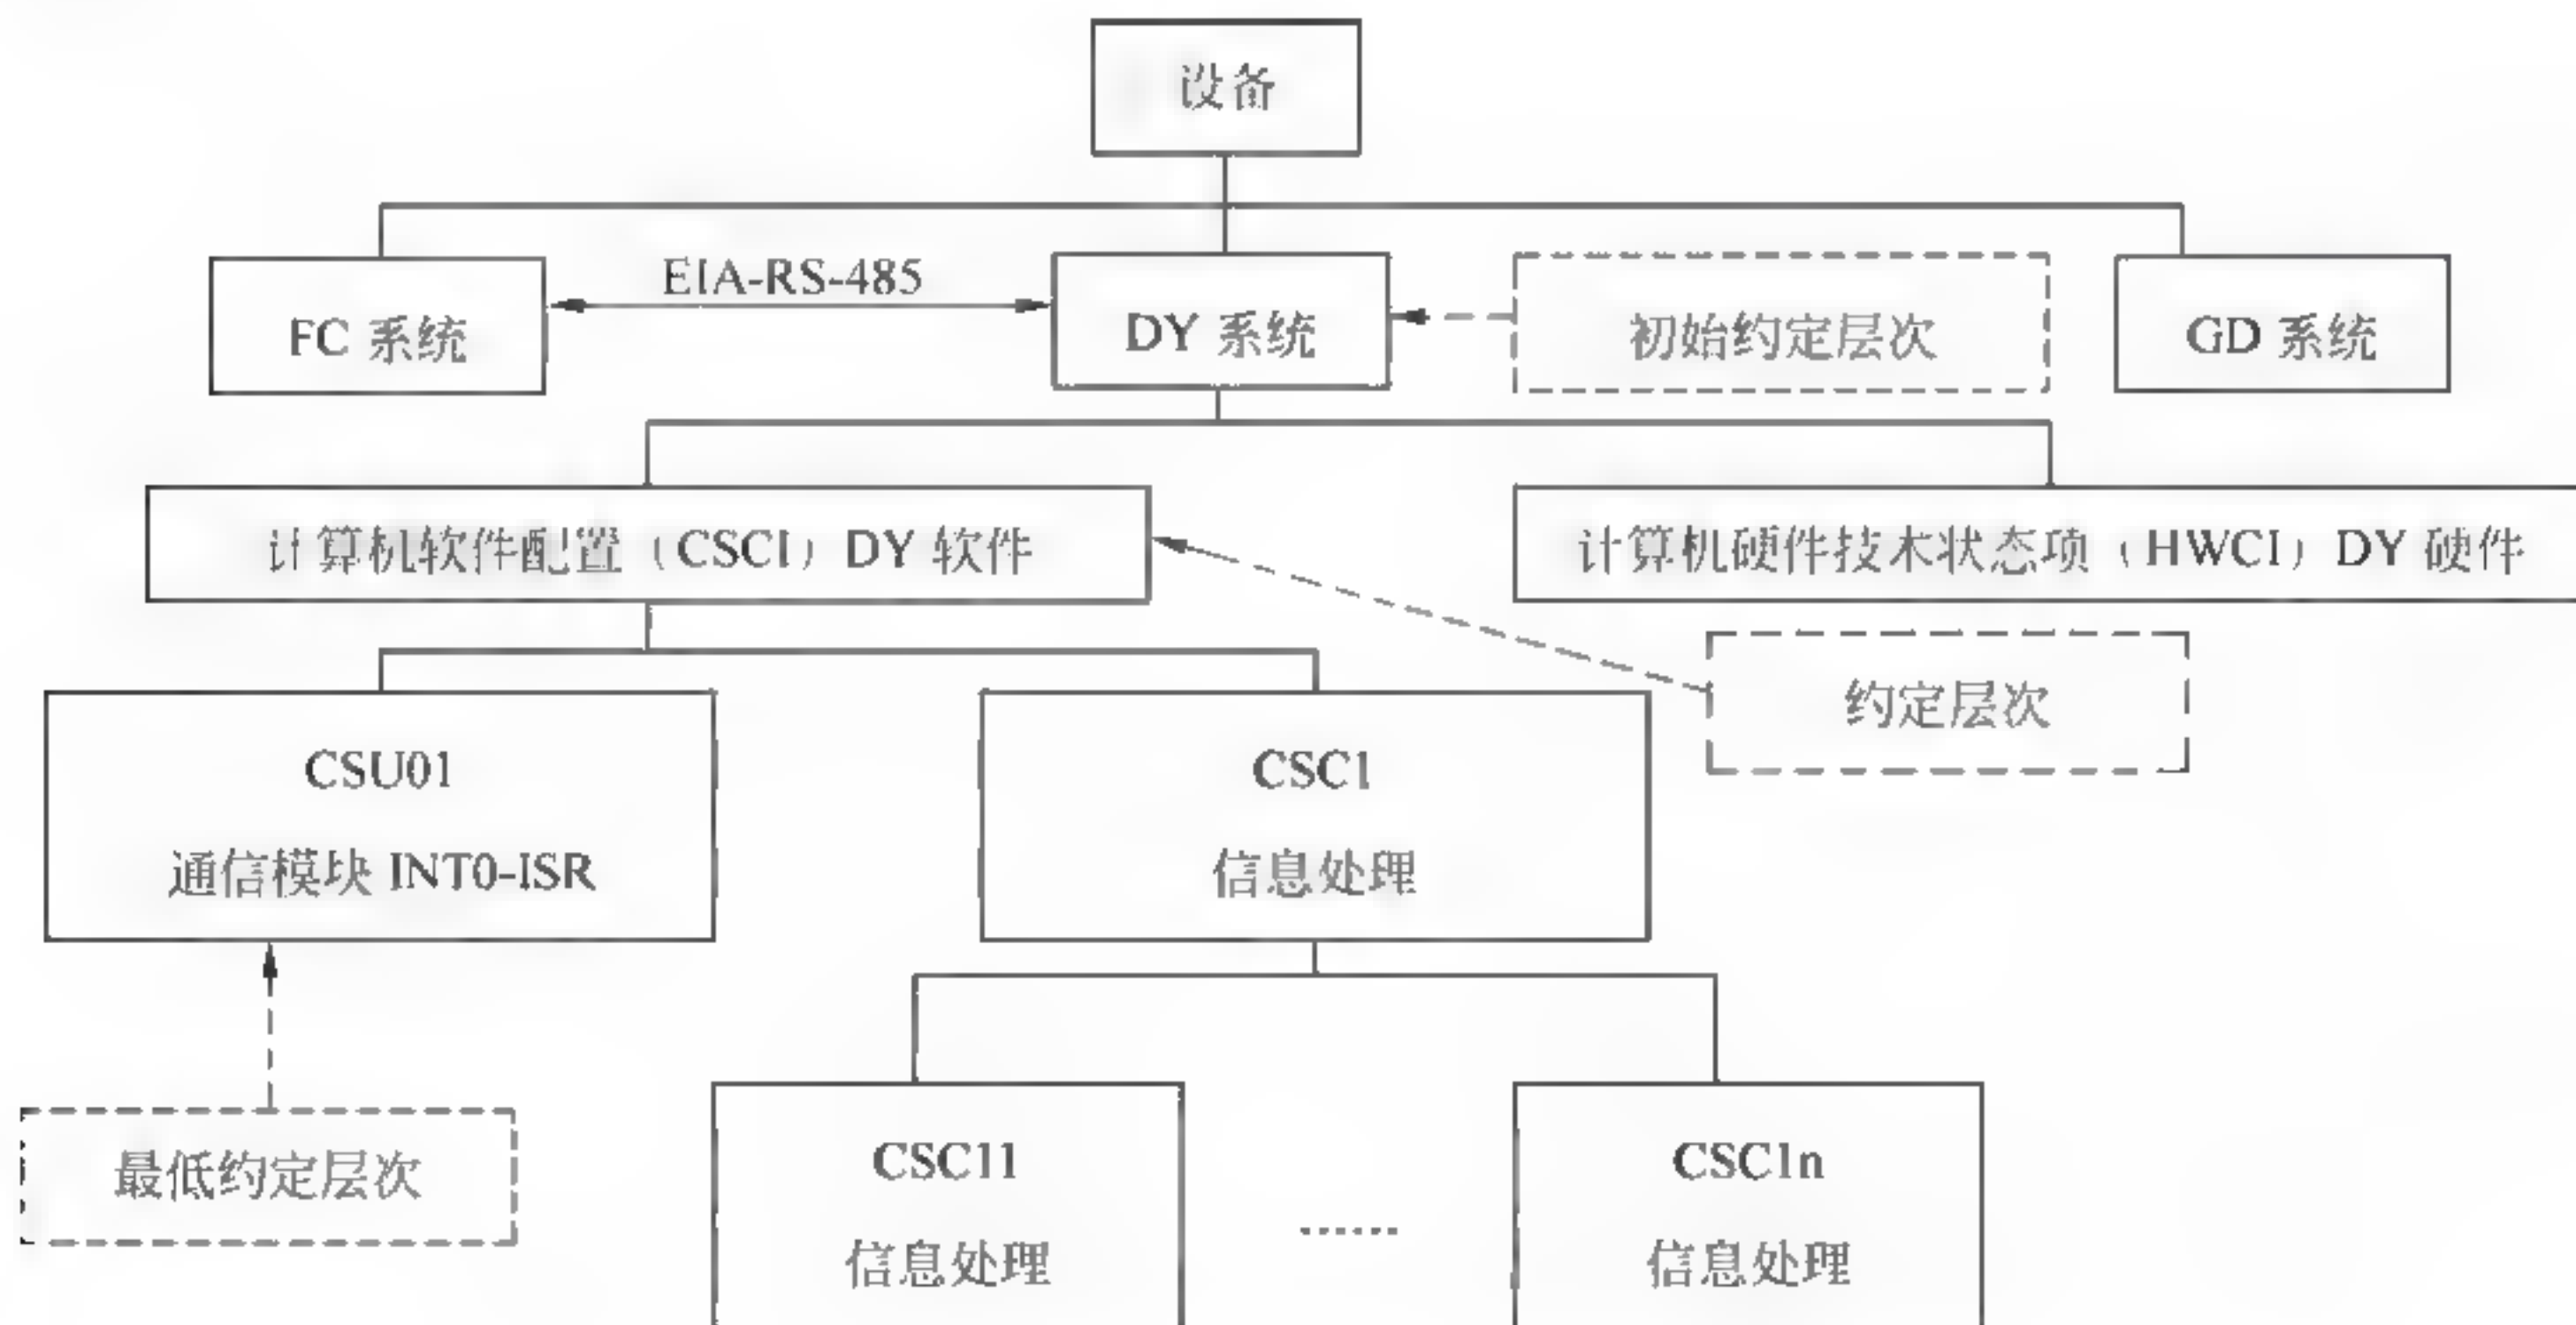 设备
EIA-RS-485
FC 系统
DY 系统
初始约定层次
GD 系统
计算机软件配置（CSCI）DY 软件
计算机硬件技术状态项（HWCI）DY 硬件
约定层次
CSU01
通信模块 INT0-ISR
CSC1
信息处理
最低约定层次
CSC11
信息处理
......
CSC1n
信息处理